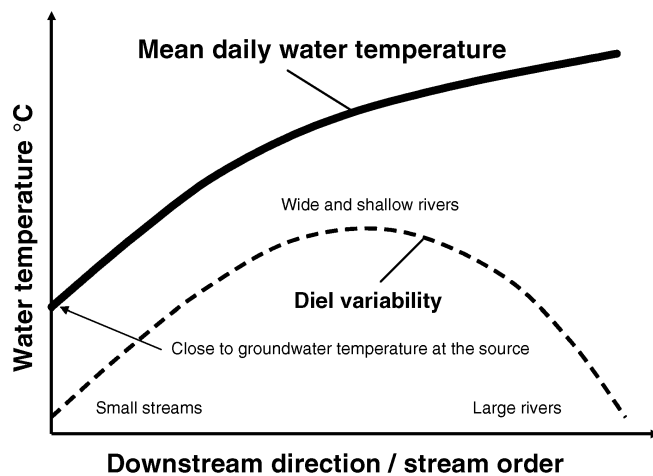 Mean daily water temperature
Water temperature °C
Wide and shallow rivers
Diel variability
Close to groundwater temperature at the source
Small streams
Large rivers
Downstream direction / stream order